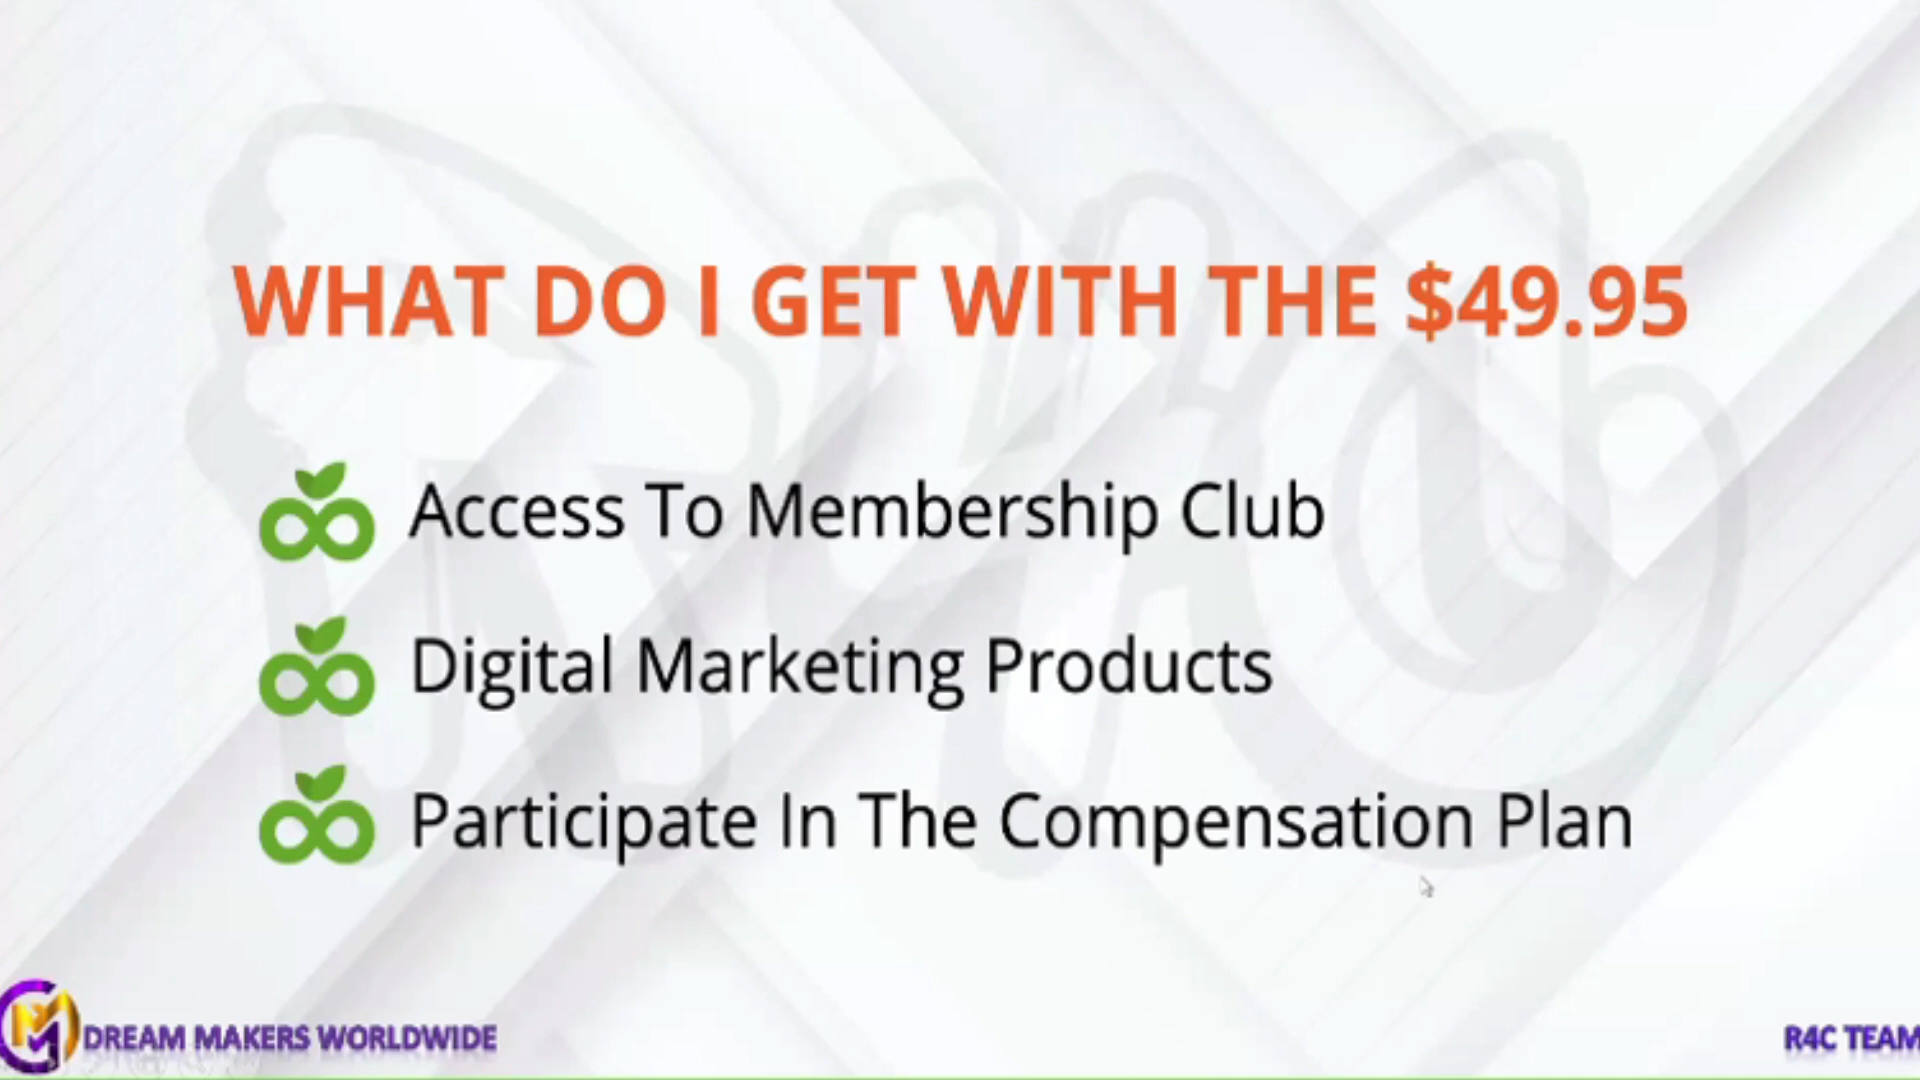 WHAT DO I GET WITH THE $49.95
Access To Membership Club
Digital Marketing Products
Participate In The Compensation Plan
DREAM MAKERS WORLDWIDE
R4C TEAM